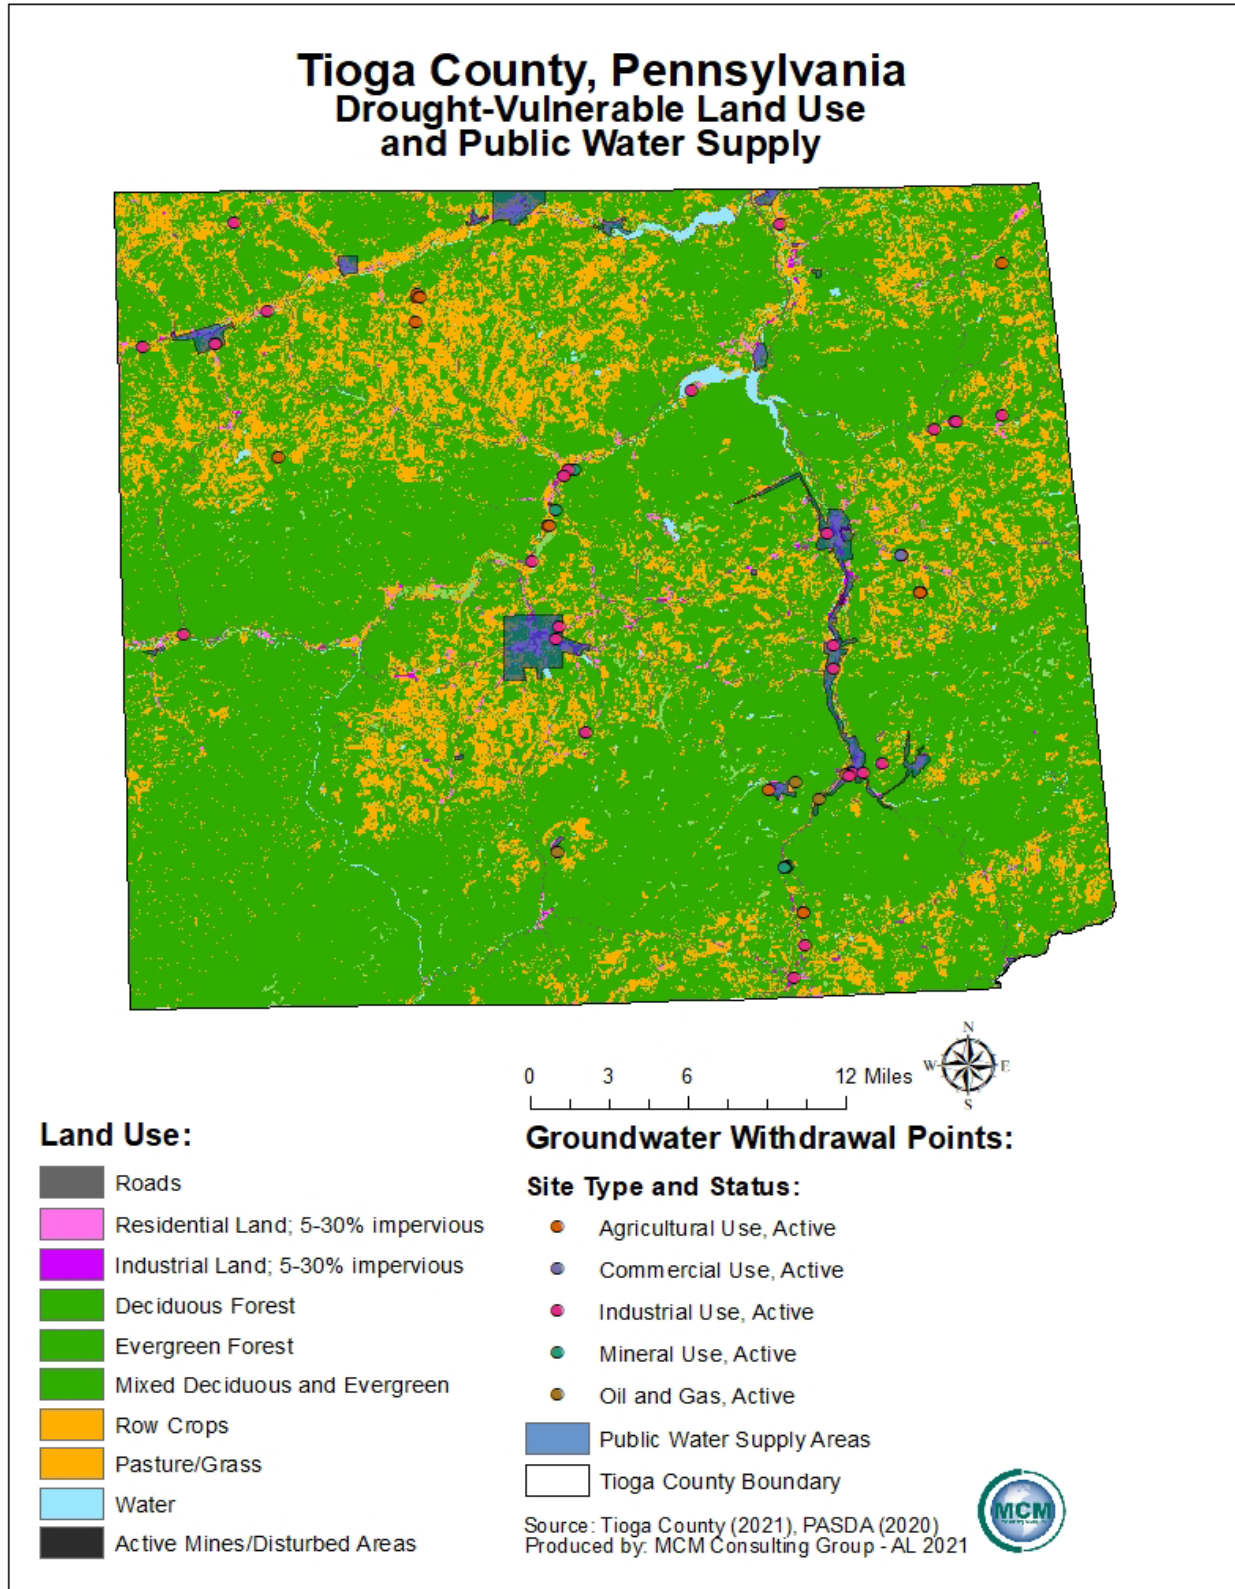 Tioga County, Pennsylvania
Drought-Vulnerable Land Use
and Public Water Supply
0 3 6 12 Miles
N
W E
S
Land Use:
Roads
Residential Land; 5-30% impervious
Industrial Land; 5-30% impervious
Deciduous Forest
Evergreen Forest
Mixed Deciduous and Evergreen
Row Crops
Pasture/Grass
Water
Active Mines/Disturbed Areas
Groundwater Withdrawal Points:
Site Type and Status:
Agricultural Use, Active
Commercial Use, Active
Industrial Use, Active
Mineral Use, Active
Oil and Gas, Active
Public Water Supply Areas
Tioga County Boundary
Source: Tioga County (2021), PASDA (2020)
Produced by: MCM Consulting Group - AL 2021
MCM